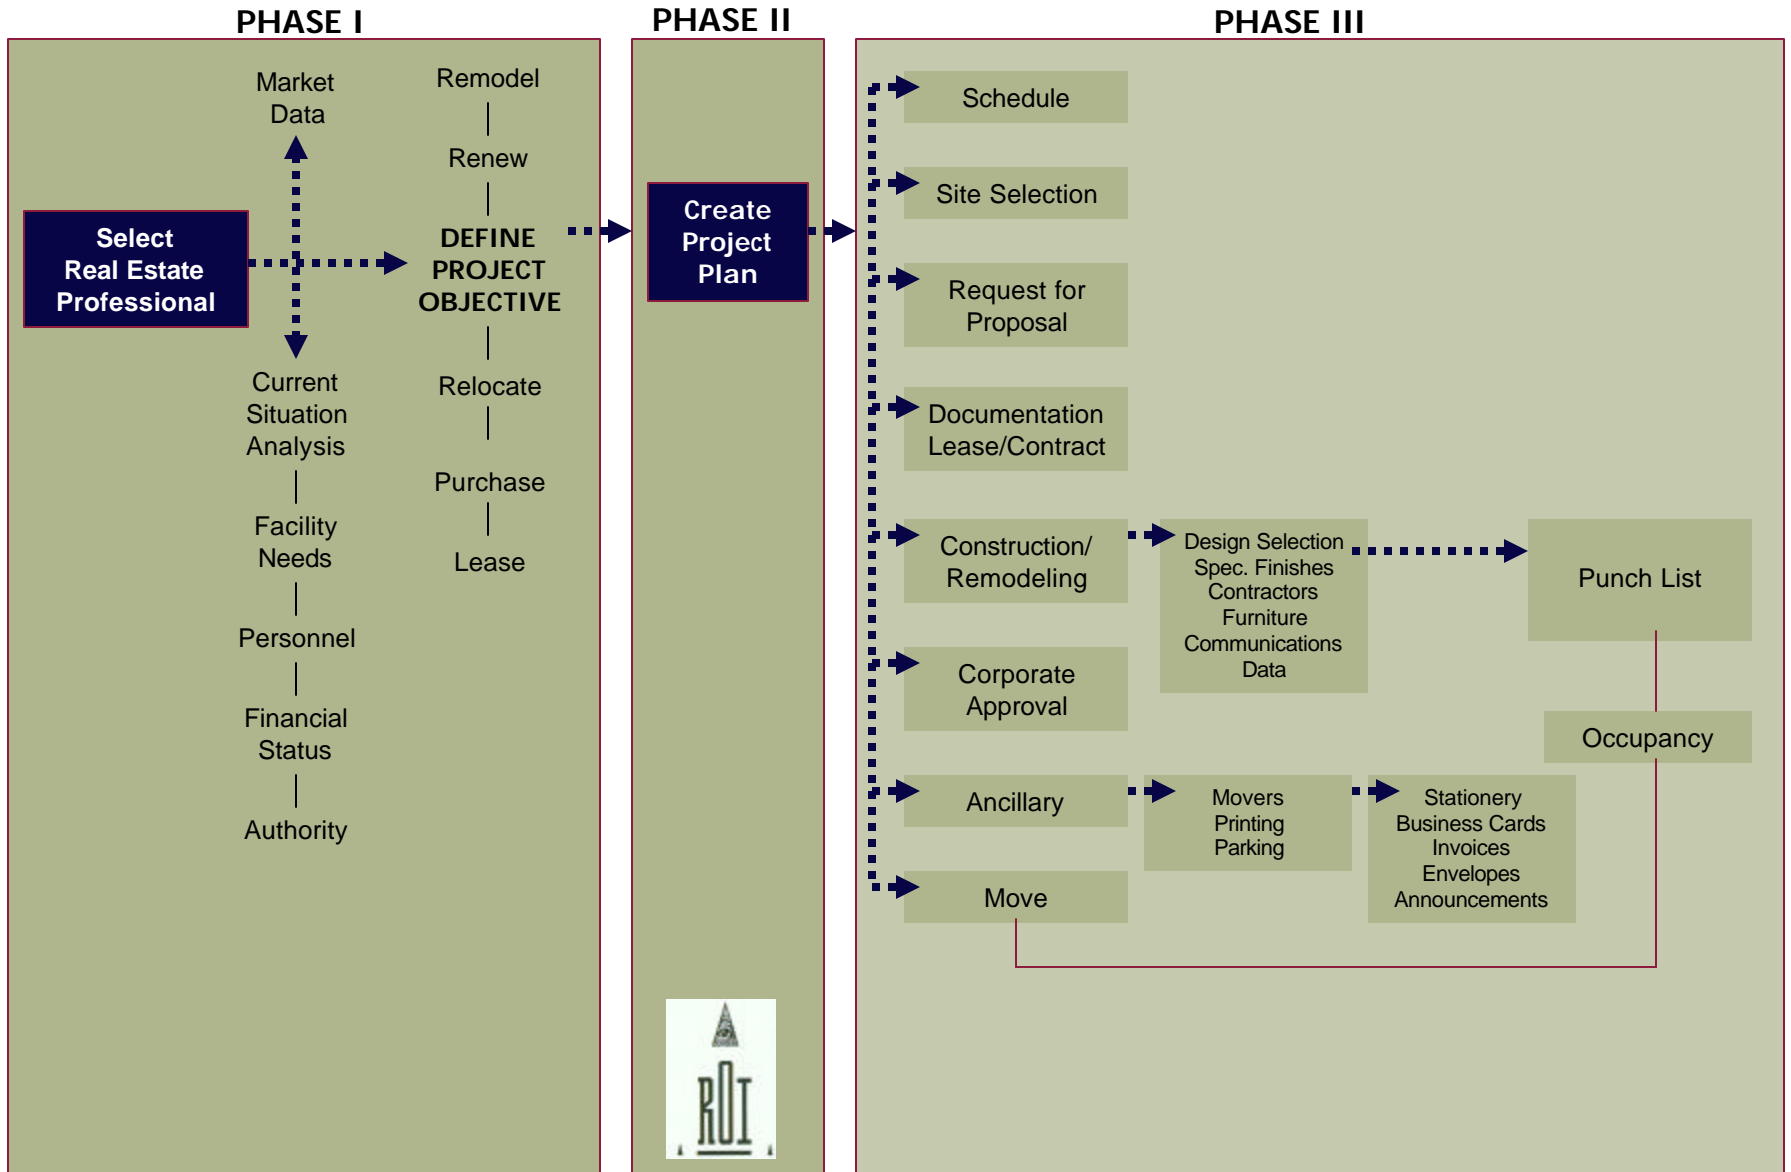 PHASE I
PHASE II
PHASE III
Select
Real Estate
Professional
Market
Data
Current
Situation
Analysis
Facility
Needs
Personnel
Financial
Status
Authority
Remodel
Renew
DEFINE
PROJECT
OBJECTIVE
Relocate
Purchase
Lease
Create
Project
Plan
ROI
Schedule
Site Selection
Request for
Proposal
Documentation
Lease/Contract
Construction/
Remodeling
Design Selection
Spec. Finishes
Contractors
Furniture
Communications
Data
Punch List
Corporate
Approval
Occupancy
Ancillary
Movers
Printing
Parking
Stationery
Business Cards
Invoices
Envelopes
Announcements
Move